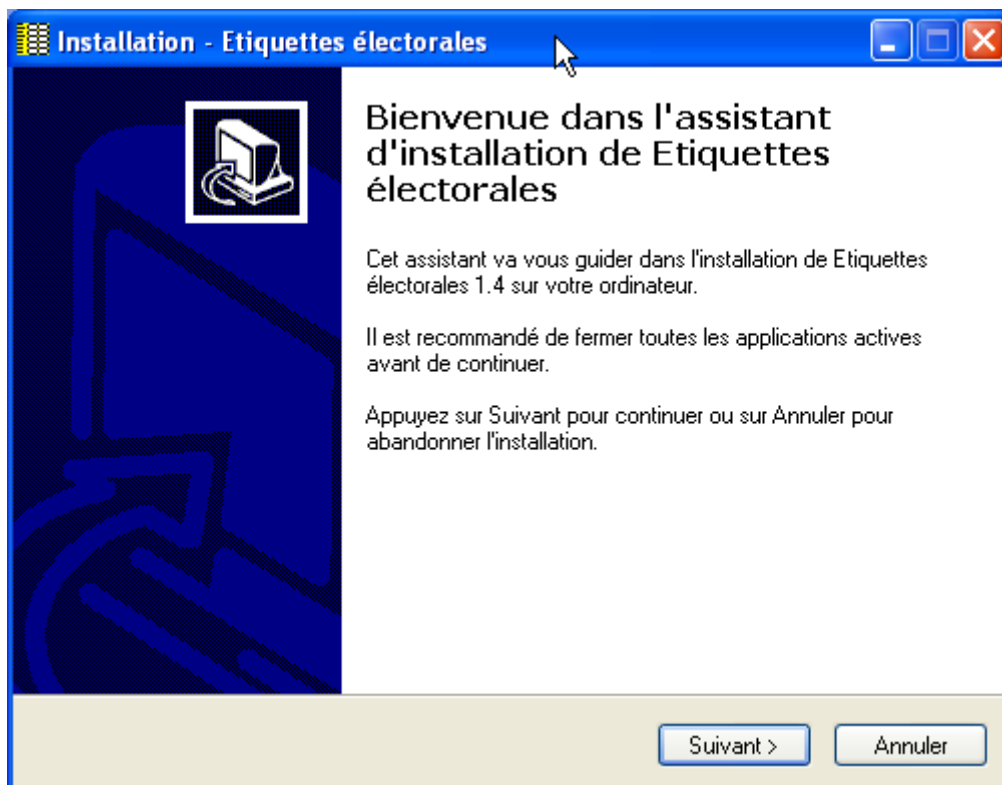 Installation - Etiquettes électorales
Bienvenue dans l'assistant
d'installation de Etiquettes
électorales
Cet assistant va vous guider dans l'installation de Etiquettes
électorales 1.4 sur votre ordinateur.
Il est recommandé de fermer toutes les applications actives
avant de continuer.
Appuyez sur Suivant pour continuer ou sur Annuler pour
abandonner l'installation.
Suivant >
Annuler